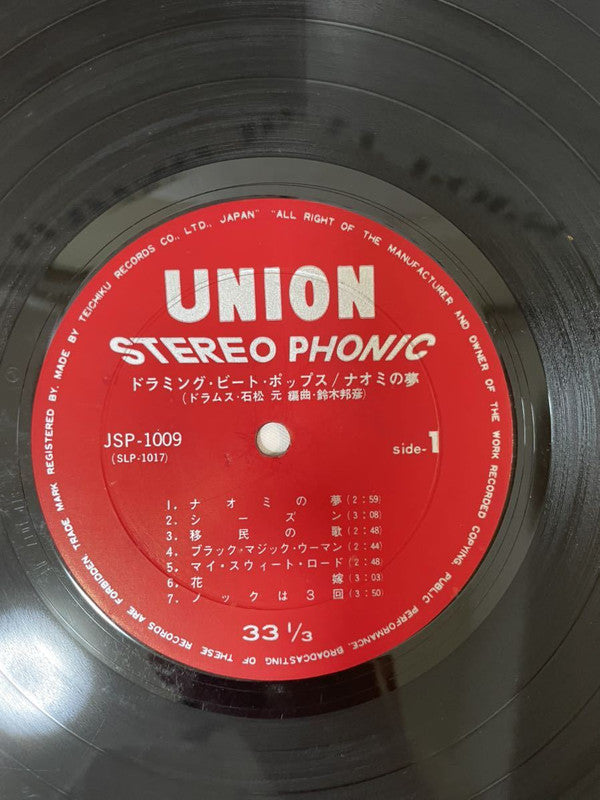 UNION
STEREO PHONIC
ドラミング・ビート・ポップス/ナオミの夢
(ドラムス・石松 元 編曲・鈴木邦彦)
JSP-1009
(SLP-1017)
side-1
1. ナオミの夢(2:59)
2. シーズン(3:08)
3. 移民の歌(2:48)
4. ブラック・マジック・ウーマン(2:44)
5. マイ・スウィート・ロード(2:48)
6. 花嫁(3:03)
7. ノックは3回(3:50)
33 1/3
TRADE MARK REGISTERED BY, MADE BY TEICHIKU RECORDS CO., LTD., JAPAN" "ALL RIGHT OF THE MANUFACTURER AND OWNER OF THE WORK RECORDED COPYING PUBLIC PERFORMANCE. BROADCASTING OF THESE RECORDS ARE FORBIDDEN